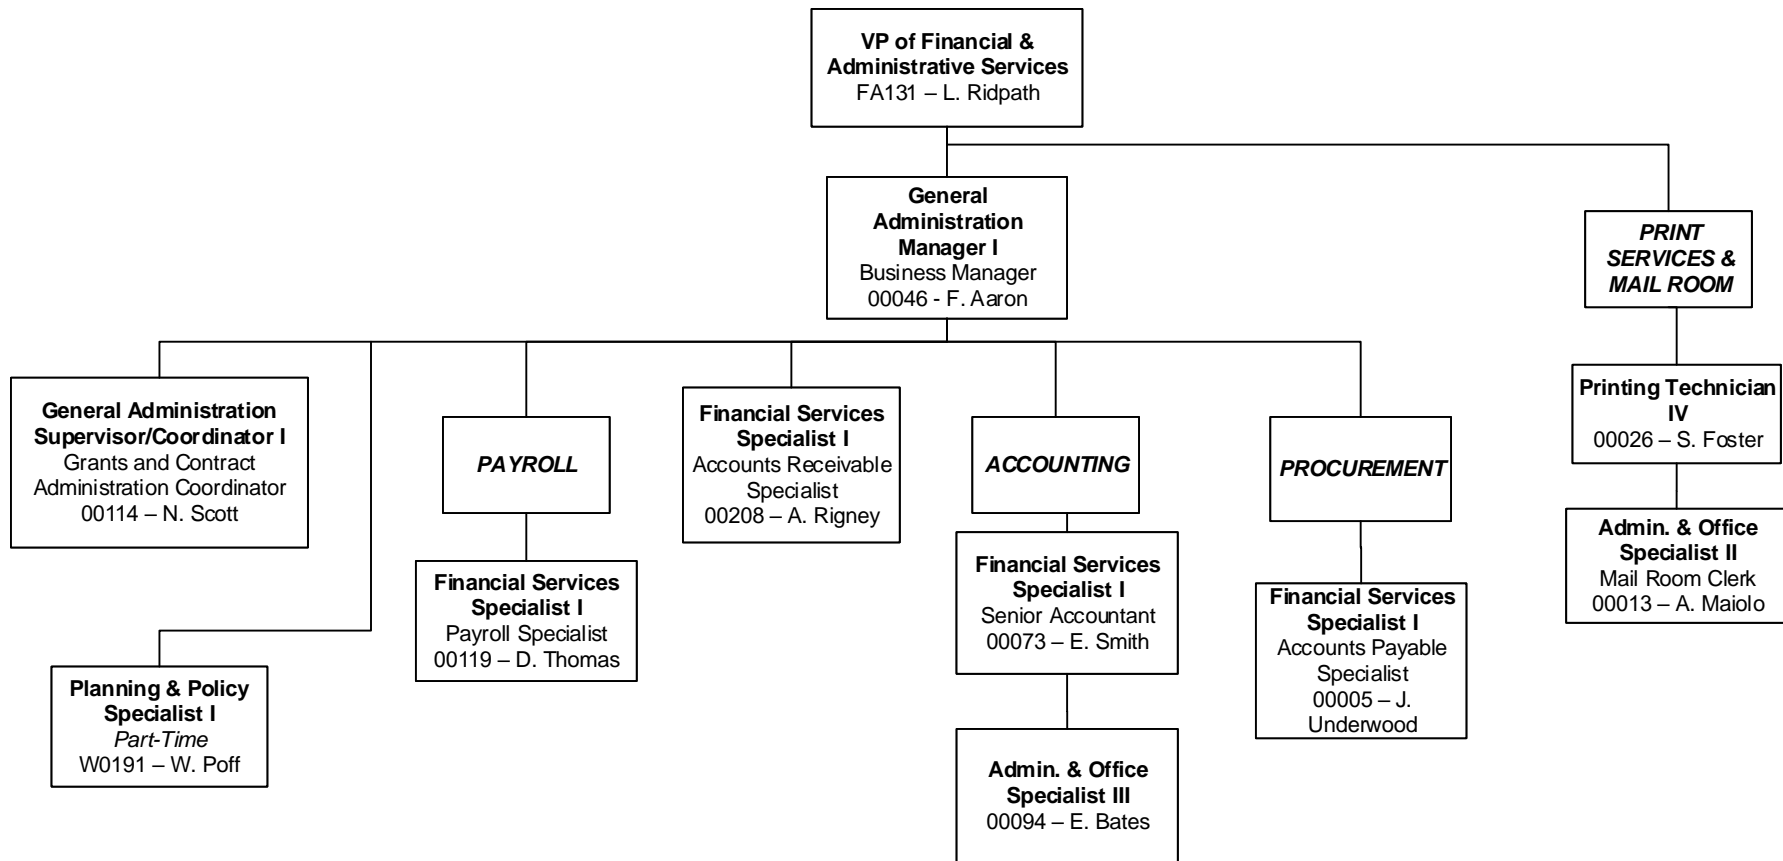 VP of Financial &
Administrative Services
FA131 – L. Ridpath
General
Administration
Manager I
Business Manager
00046 - F. Aaron
PRINT
SERVICES &
MAIL ROOM
General Administration
Supervisor/Coordinator I
Grants and Contract
Administration Coordinator
00114 – N. Scott
Planning & Policy
Specialist I
Part-Time
W0191 – W. Poff
PAYROLL
Financial Services
Specialist I
Payroll Specialist
00119 – D. Thomas
Financial Services
Specialist I
Accounts Receivable
Specialist
00208 – A. Rigney
ACCOUNTING
Financial Services
Specialist I
Senior Accountant
00073 – E. Smith
Admin. & Office
Specialist III
00094 – E. Bates
PROCUREMENT
Financial Services
Specialist I
Accounts Payable
Specialist
00005 – J.
Underwood
Printing Technician
IV
00026 – S. Foster
Admin. & Office
Specialist II
Mail Room Clerk
00013 – A. Maiolo